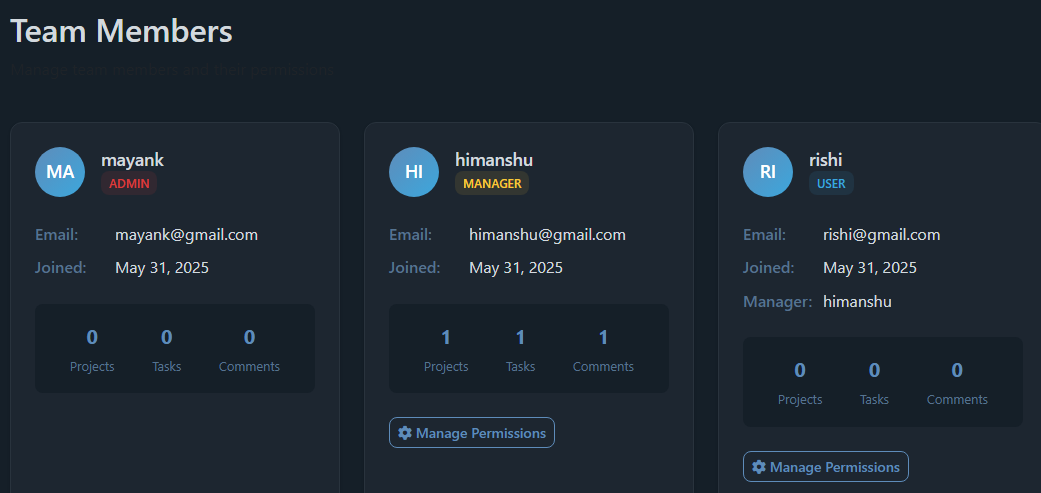 Team Members
Manage team members and their permissions
MA
mayank
ADMIN
Email: mayank@gmail.com
Joined: May 31, 2025
0 0 0
Projects Tasks Comments
HI
himanshu
MANAGER
Email: himanshu@gmail.com
Joined: May 31, 2025
1 1 1
Projects Tasks Comments
Manage Permissions
RI
rishi
USER
Email: rishi@gmail.com
Joined: May 31, 2025
Manager: himanshu
0 0 0
Projects Tasks Comments
Manage Permissions